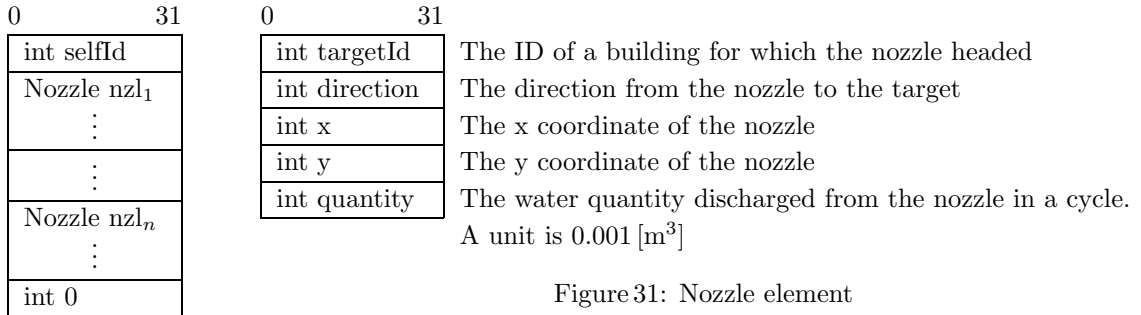 0 31
int selfId
Nozzle nzl1
⋮
⋮
Nozzle nzln
⋮
int 0
0 31
int targetId The ID of a building for which the nozzle headed
int direction The direction from the nozzle to the target
int x The x coordinate of the nozzle
int y The y coordinate of the nozzle
int quantity The water quantity discharged from the nozzle in a cycle.
A unit is 0.001 [m³]
Figure 31: Nozzle element